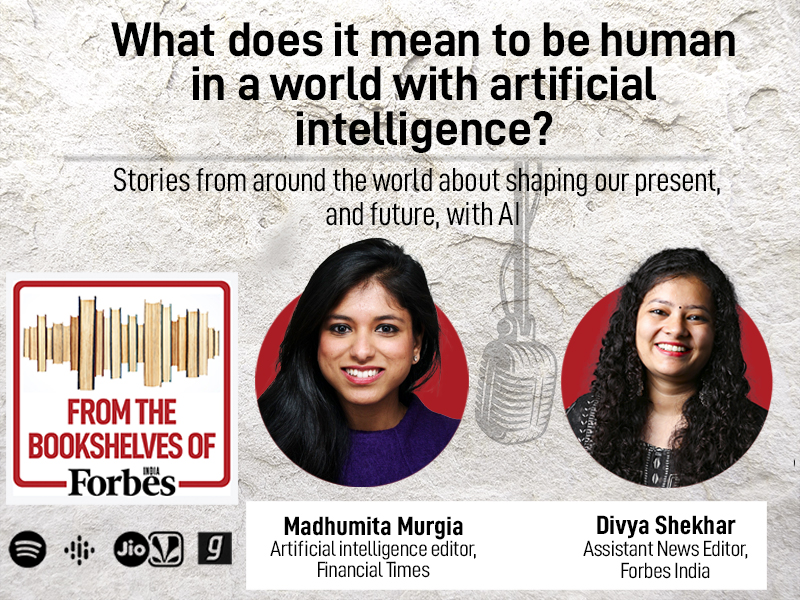 What does it mean to be human
in a world with artificial
intelligence?
Stories from around the world about shaping our present,
and future, with AI
FROM THE
BOOKSHELVES OF
INDIA
Forbes
Jio
g
Madhumita Murgia
Artificial intelligence editor,
Financial Times
Divya Shekhar
Assistant News Editor,
Forbes India